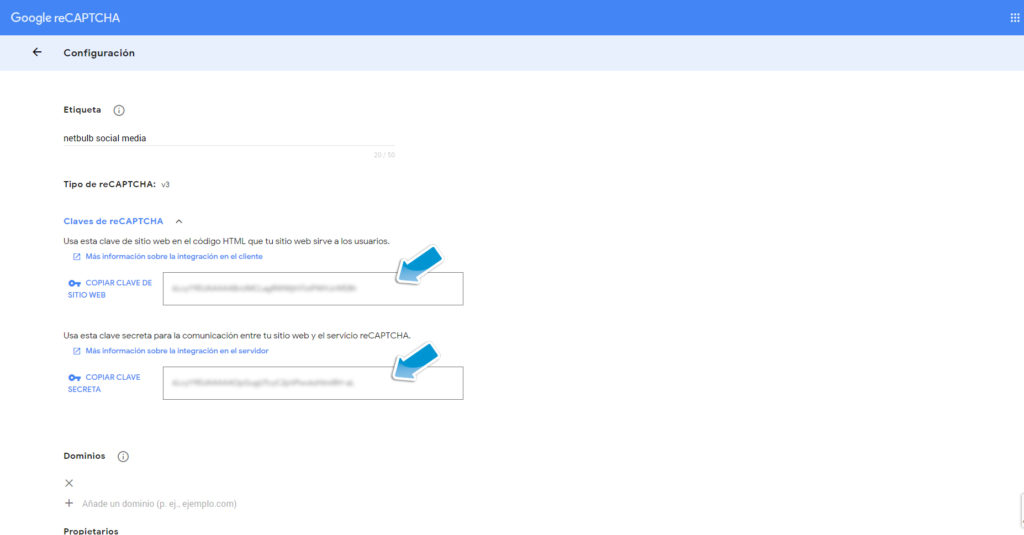 Google reCAPTCHA
Configuración
Etiqueta
netbulb social media
20 / 50
Tipo de reCAPTCHA: v3
Claves de reCAPTCHA
Usa esta clave de sitio web en el código HTML que tu sitio web sirve a los usuarios.
Más información sobre la integración en el cliente
COPIAR CLAVE DE
SITIO WEB
Usa esta clave secreta para la comunicación entre tu sitio web y el servicio reCAPTCHA.
Más información sobre la integración en el servidor
COPIAR CLAVE
SECRETA
Dominios
Añade un dominio (p. ej., ejemplo.com)
Propietarios